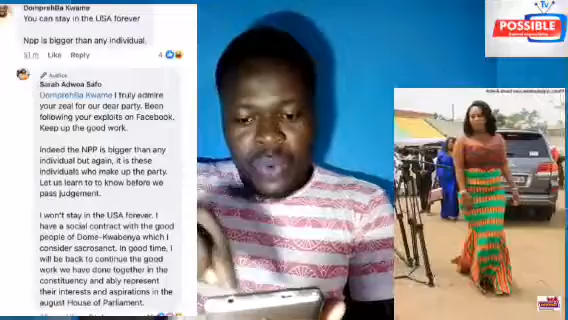 DomprehBa Kwame
You can stay in the USA forever
Npp is bigger than any individual.
51m Like Reply 4
Author
Sarah Adwoa Safo
DomprehBa Kwame I truly admire
your zeal for our dear party. Been
following your exploits on Facebook.
Keep up the good work.
Indeed the NPP is bigger than any
individual but again, it is these
individuals who make up the party.
Let us learn to to know before we
pass judgement.
I won't stay in the USA forever. I
have a social contract with the good
people of Dome-Kwabenya which I
consider sacrosanct. In good time, I
will be back to continue the good
work we have done together in the
constituency and ably represent
their interests and aspirations in the
august House of Parliament.
Tv
POSSIBLE